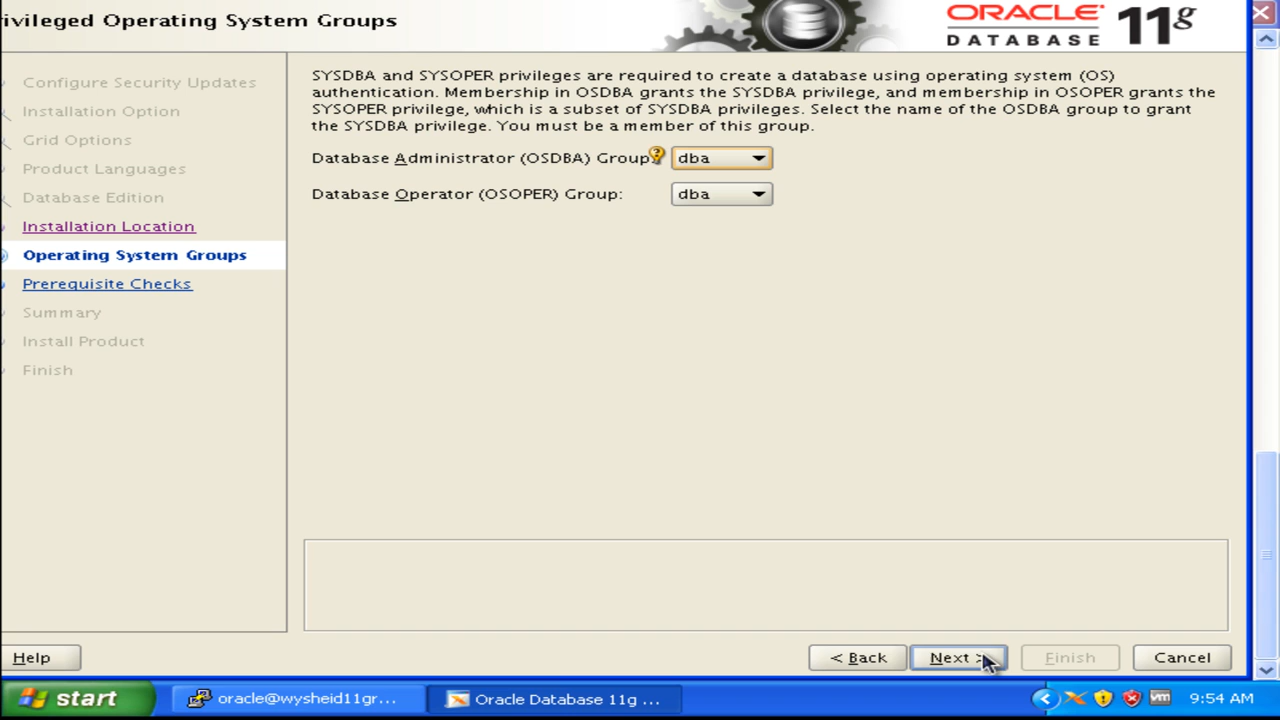 ivileged Operating System Groups
ORACLE
DATABASE
11g
Configure Security Updates
Installation Option
Grid Options
Product Languages
Database Edition
Installation Location
Operating System Groups
Prerequisite Checks
Summary
Install Product
Finish
SYSDBA and SYSOPER privileges are required to create a database using operating system (OS)
authentication. Membership in OSDBA grants the SYSDBA privilege, and membership in OSOPER grants the
SYSOPER privilege, which is a subset of SYSDBA privileges. Select the name of the OSDBA group to grant
the SYSDBA privilege. You must be a member of this group.
Database Administrator (OSDBA) Group dba
Database Operator (OSOPER) Group: dba
Help
< Back
Next >
Finish
Cancel
start
oracle@wysheid11gr...
Oracle Database 11g ...
vm
9:54 AM